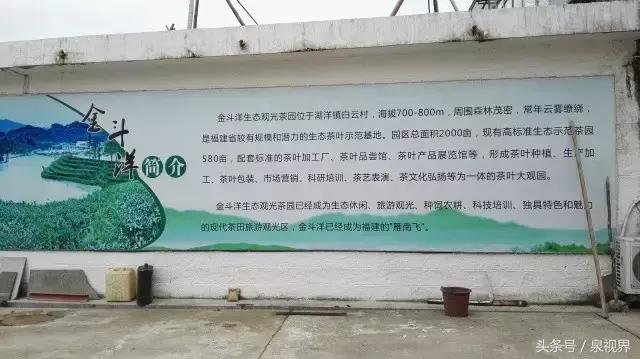 金斗洋
简介
金斗洋生态观光茶园位于湖洋镇白云村，海拔700-800m，周围森林茂密，常年云雾缭绕，
是福建省较有规模和潜力的生态茶叶示范基地。园区总面积2000亩，现有高标准生态示范茶园
580亩，配套标准的茶叶加工厂、茶叶品尝馆、茶叶产品展览馆等，形成茶叶种植、生产加
工、茶叶包装、市场营销、科研培训、茶艺表演、茶文化弘扬等为一体的茶叶大观园。
金斗洋生态观光茶园已经成为生态休闲、旅游观光、种饲农耕、科技培训、独具特色和魅力
的现代茶田旅游观光区，金斗洋已经成为福建的"雁南飞"。
头条号 / 泉视界